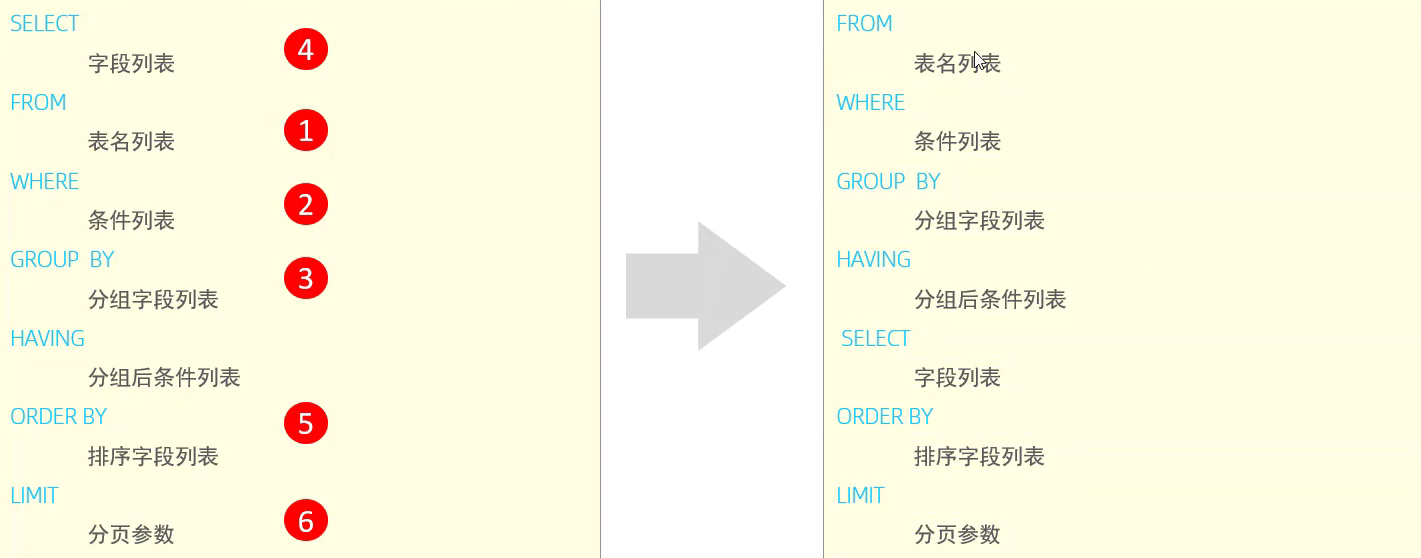 SELECT
字段列表
4
FROM
表名列表
1
WHERE
条件列表
2
GROUP BY
分组字段列表
3
HAVING
分组后条件列表
ORDER BY
排序字段列表
5
LIMIT
分页参数
6
FROM
表名列表
WHERE
条件列表
GROUP BY
分组字段列表
HAVING
分组后条件列表
SELECT
字段列表
ORDER BY
排序字段列表
LIMIT
分页参数